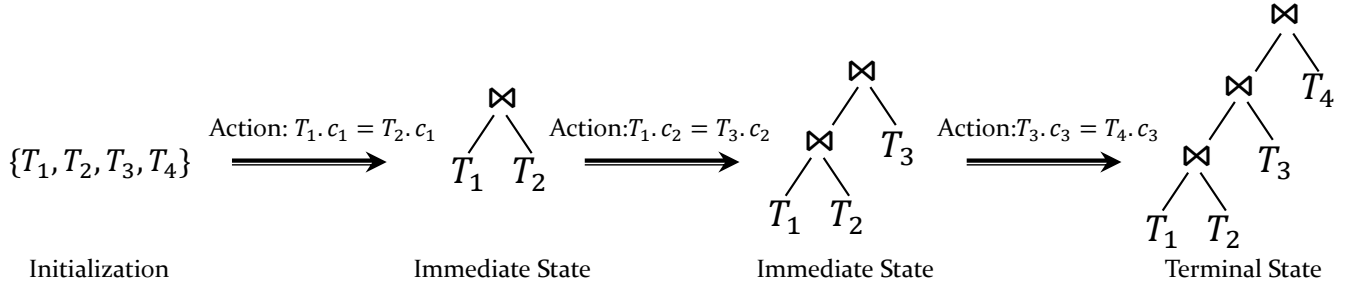 ⋈
⋈
⋈
⋈
T₄
Action: T₁.c₁ = T₂.c₁
Action:T₁.c₂ = T₃.c₂
Action:T₃.c₃ = T₄.c₃
⋈
T₃
⋈
{T₁, T₂, T₃, T₄}
T₁ T₂
T₃
T₁ T₂
T₁ T₂
Initialization
Immediate State
Immediate State
Terminal State